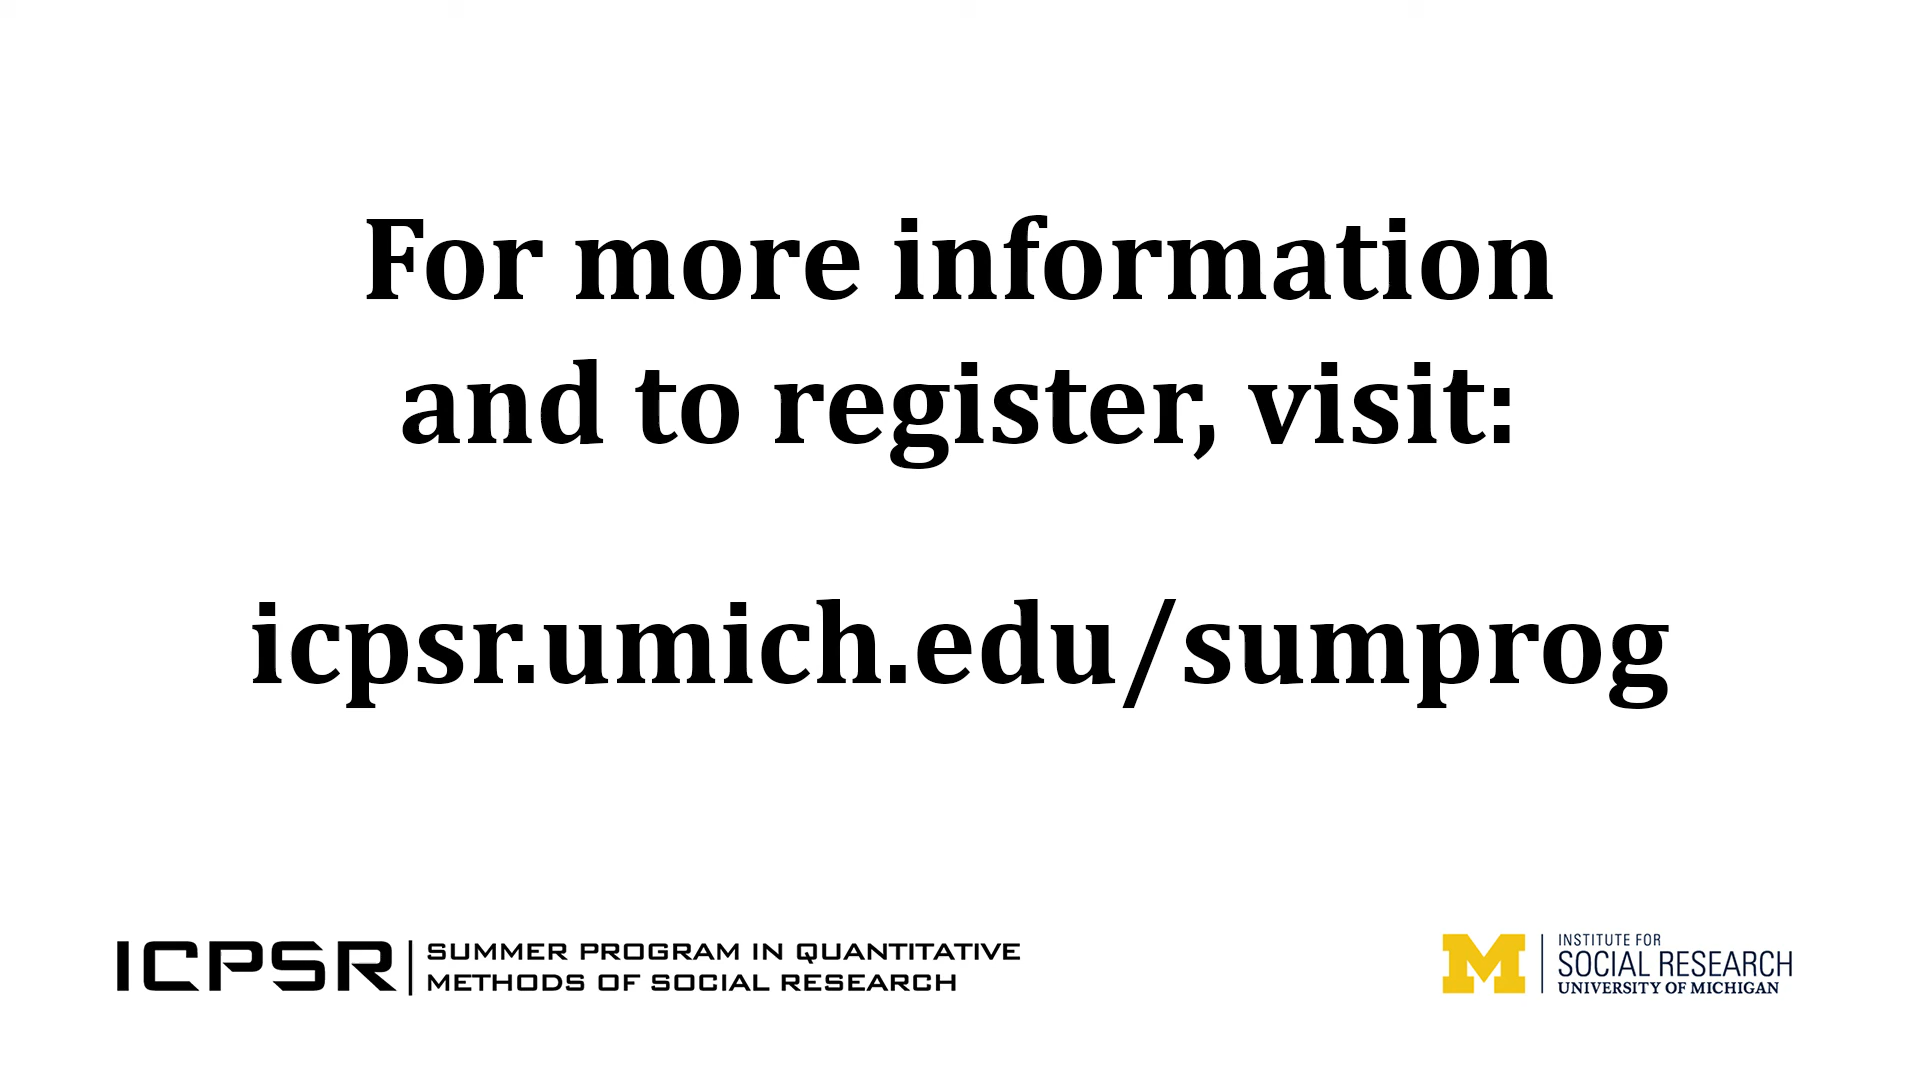 For more information
and to register, visit:
icpsr.umich.edu/sumprog
ICPSR
SUMMER PROGRAM IN QUANTITATIVE
METHODS OF SOCIAL RESEARCH
M
INSTITUTE FOR
SOCIAL RESEARCH
UNIVERSITY OF MICHIGAN